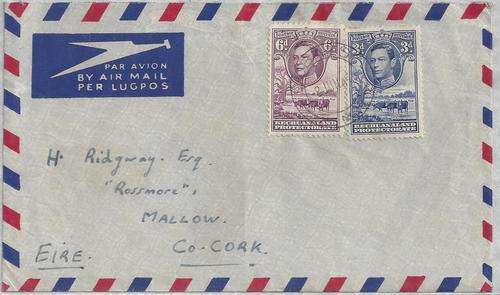 PAR AVION
BY AIR MAIL
PER LUGPOS
6d 6d
BECHUANALAND
PROTECTORATE
3d 3d
BECHUANALAND
PROTECTORATE
H. Ridgway. Esq.
"Rossmore",
MALLOW.
CO-CORK.
EIRE.